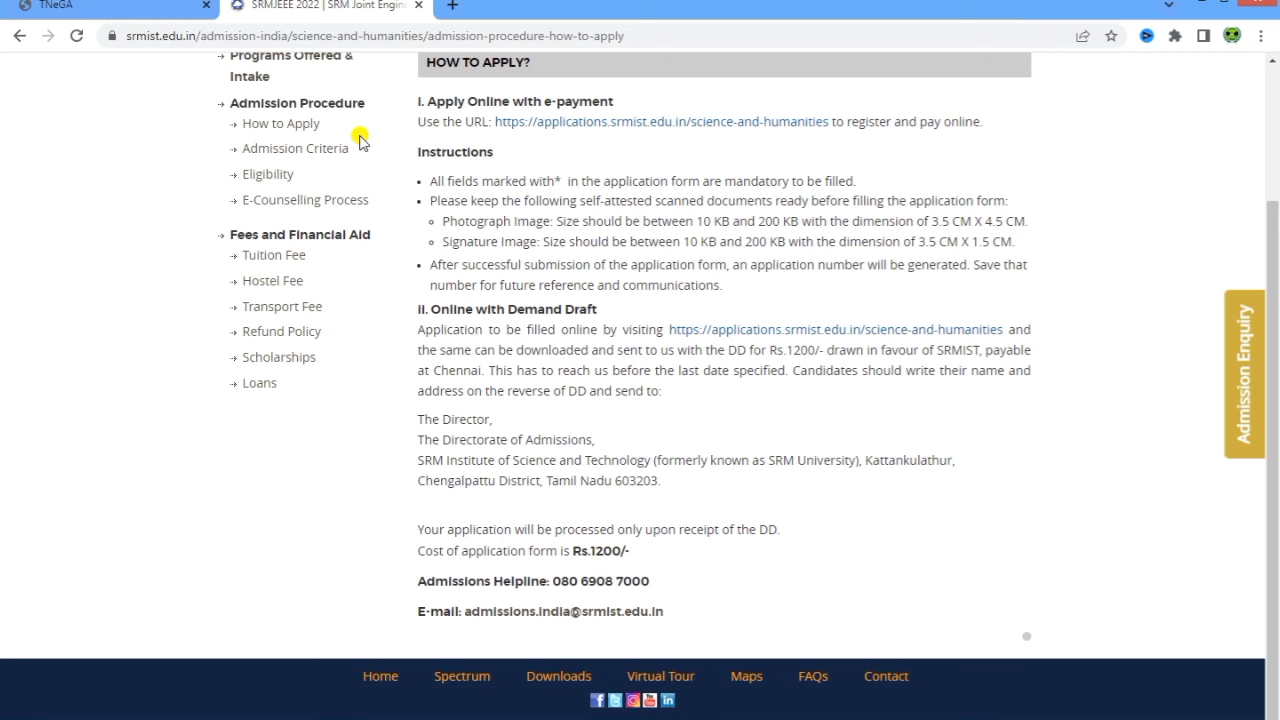 TNeGA
SRMJEEE 2022 | SRM Joint Engin
srmist.edu.in/admission-india/science-and-humanities/admission-procedure-how-to-apply
Programs Offered &
Intake
Admission Procedure
How to Apply
Admission Criteria
Eligibility
E-Counselling Process
Fees and Financial Aid
Tuition Fee
Hostel Fee
Transport Fee
Refund Policy
Scholarships
Loans
HOW TO APPLY?
i. Apply Online with e-payment
Use the URL: https://applications.srmist.edu.in/science-and-humanities to register and pay online.
Instructions
All fields marked with* in the application form are mandatory to be filled.
Please keep the following self-attested scanned documents ready before filling the application form:
Photograph Image: Size should be between 10 KB and 200 KB with the dimension of 3.5 CM X 4.5 CM.
Signature Image: Size should be between 10 KB and 200 KB with the dimension of 3.5 CM X 1.5 CM.
After successful submission of the application form, an application number will be generated. Save that
number for future reference and communications.
ii. Online with Demand Draft
Application to be filled online by visiting https://applications.srmist.edu.in/science-and-humanities and
the same can be downloaded and sent to us with the DD for Rs.1200/- drawn in favour of SRMIST, payable
at Chennai. This has to reach us before the last date specified. Candidates should write their name and
address on the reverse of DD and send to:
The Director,
The Directorate of Admissions,
SRM Institute of Science and Technology (formerly known as SRM University), Kattankulathur,
Chengalpattu District, Tamil Nadu 603203.
Your application will be processed only upon receipt of the DD.
Cost of application form is Rs.1200/-
Admissions Helpline: 080 6908 7000
E-mail: admissions.india@srmist.edu.in
Admission Enquiry
Home Spectrum Downloads Virtual Tour Maps FAQs Contact